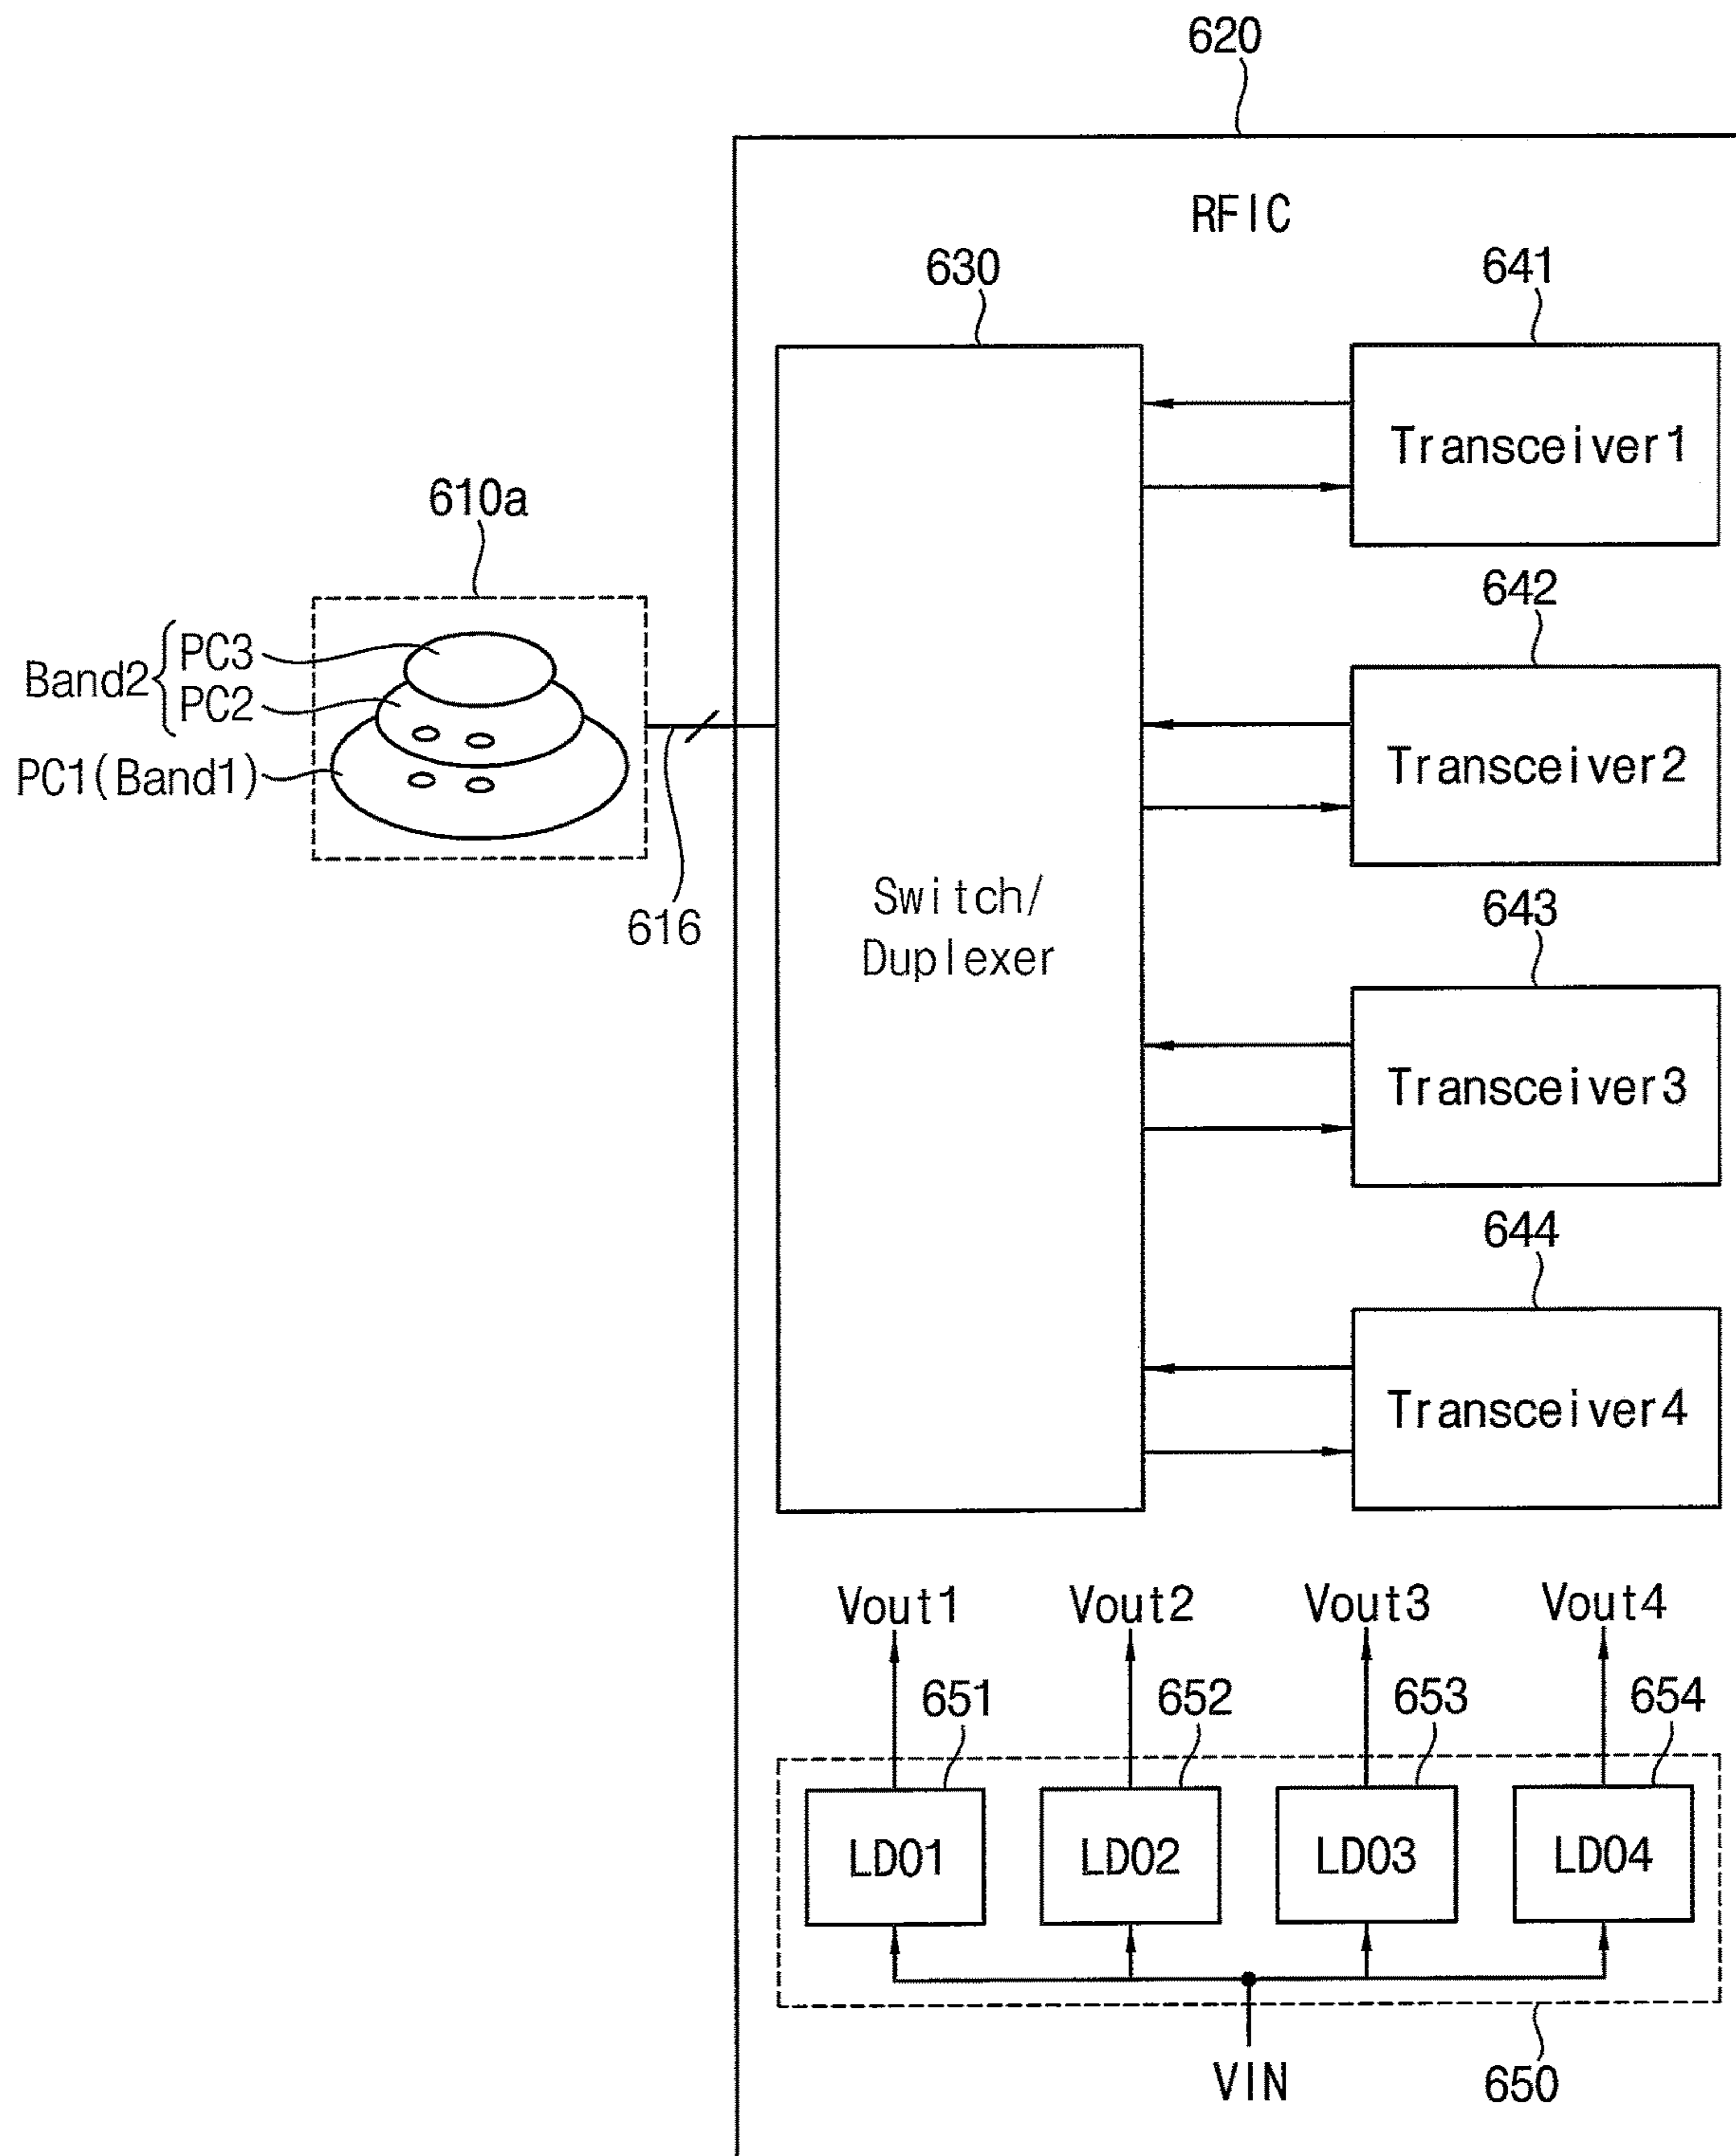 620
RFIC
630
641
Transceiver1
610a
642
Band2
PC3
PC2
PC1(Band1)
Transceiver2
616
Switch/
Duplexer
643
Transceiver3
644
Transceiver4
Vout1 Vout2 Vout3 Vout4
651 652 653 654
LDO1 LDO2 LDO3 LDO4
VIN
650